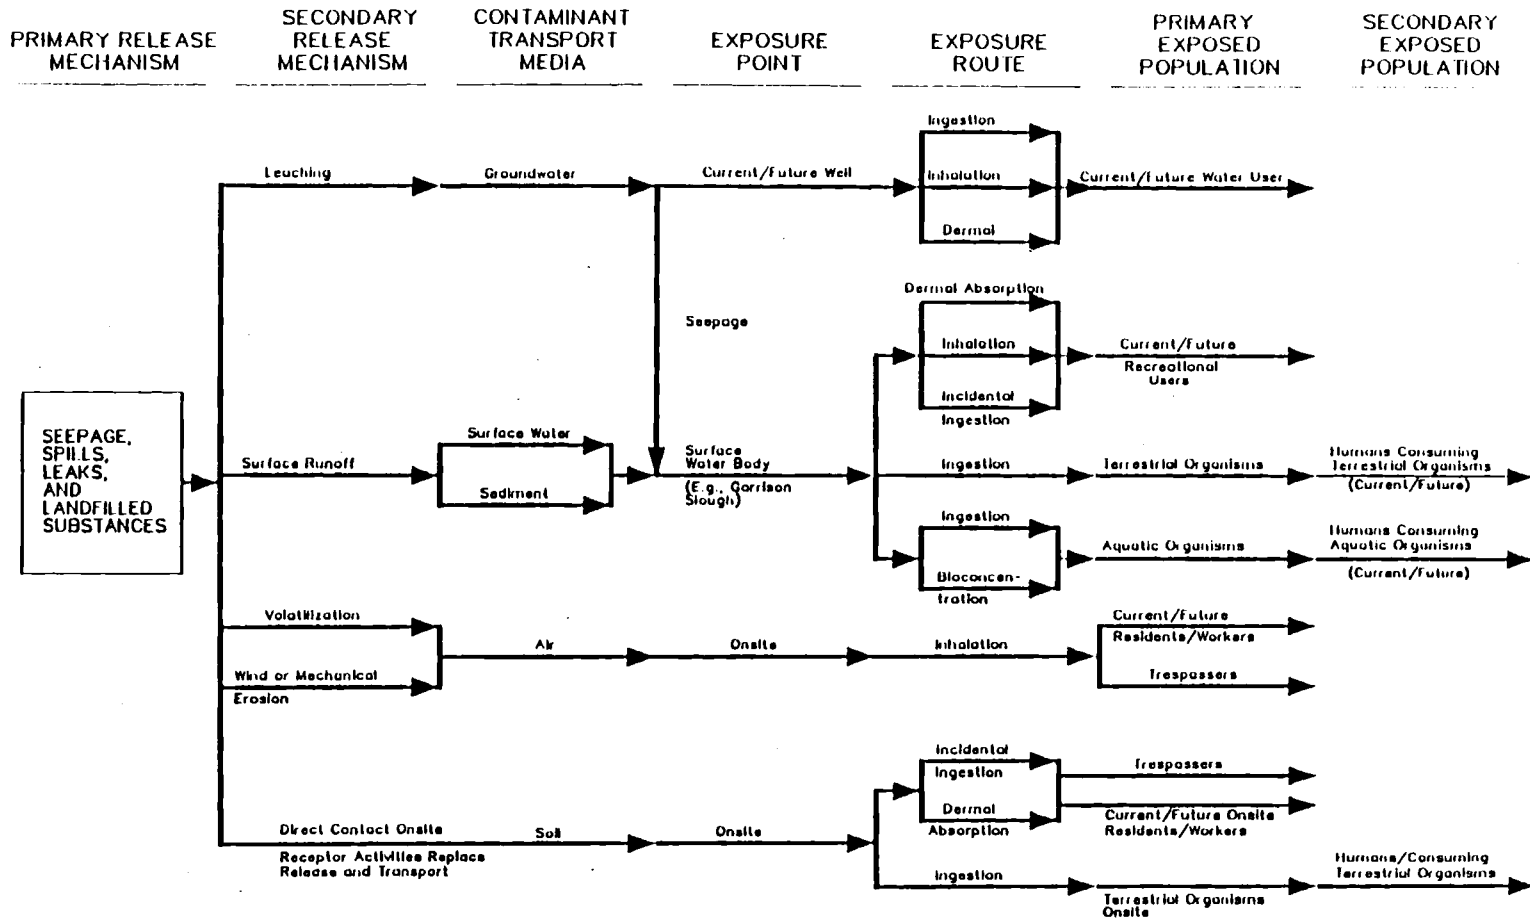 PRIMARY RELEASE
MECHANISM
SECONDARY
RELEASE
MECHANISM
CONTAMINANT
TRANSPORT
MEDIA
EXPOSURE
POINT
EXPOSURE
ROUTE
PRIMARY
EXPOSED
POPULATION
SECONDARY
EXPOSED
POPULATION
SEEPAGE,
SPILLS,
LEAKS,
AND
LANDFILLED
SUBSTANCES
Leaching
Groundwater
Current/Future Well
Ingestion
Inhalation
Dermal
Current/Future Water User
Seepage
Dermal Absorption
Inhalation
Incidental
Ingestion
Current/Future
Recreational
Users
Surface Runoff
Surface Water
Sediment
Surface
Water Body
(E.g., Garrison
Slough)
Ingestion
Terrestrial Organisms
Humans Consuming
Terrestrial Organisms
(Current/Future)
Ingestion
Bioconcen-
tration
Aquatic Organisms
Humans Consuming
Aquatic Organisms
(Current/Future)
Volatilization
Wind or Mechanical
Erosion
Air
Onsite
Inhalation
Current/Future
Residents/Workers
Trespassers
Direct Contact Onsite
Receptor Activities Replace
Release and Transport
Soil
Onsite
Incidental
Ingestion
Dermal
Absorption
Trespassers
Current/Future Onsite
Residents/Workers
Ingestion
Terrestrial Organisms
Onsite
Humans/Consuming
Terrestrial Organisms